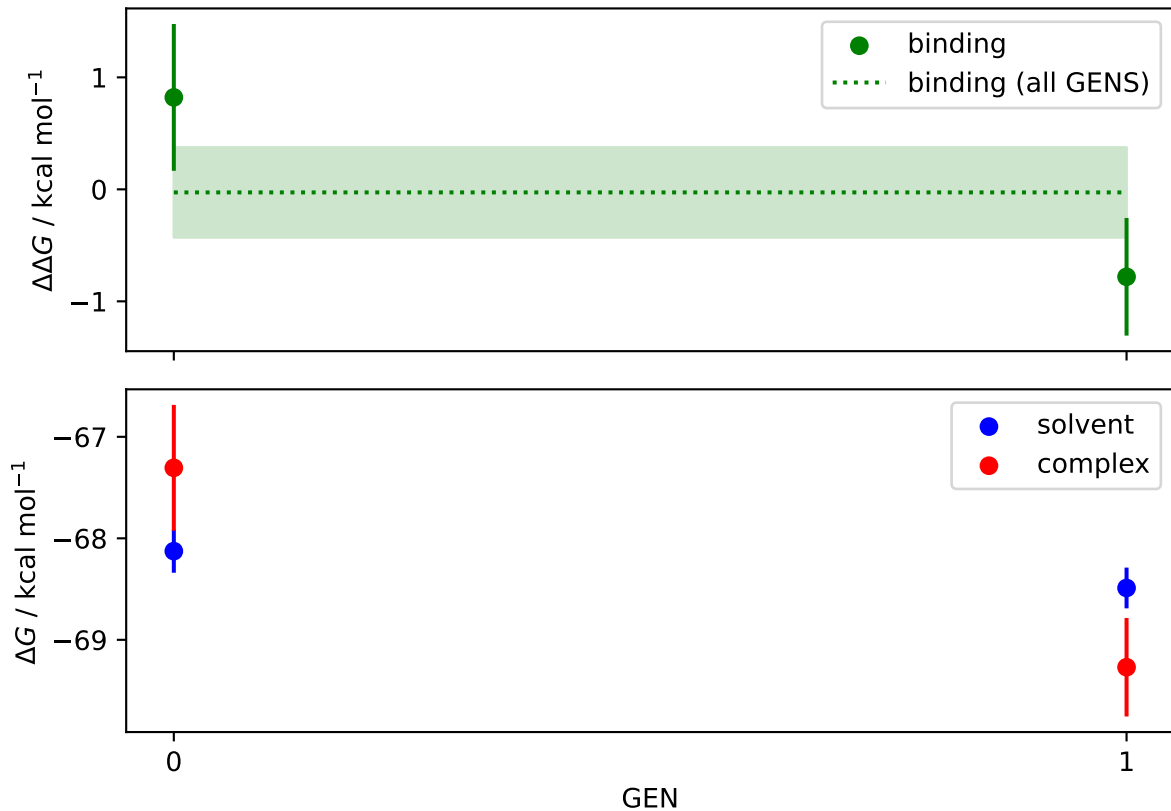 binding
binding (all GENS)
1
0
−1
ΔΔG / kcal mol⁻¹
solvent
complex
−67
−68
−69
ΔG / kcal mol⁻¹
0 1
GEN